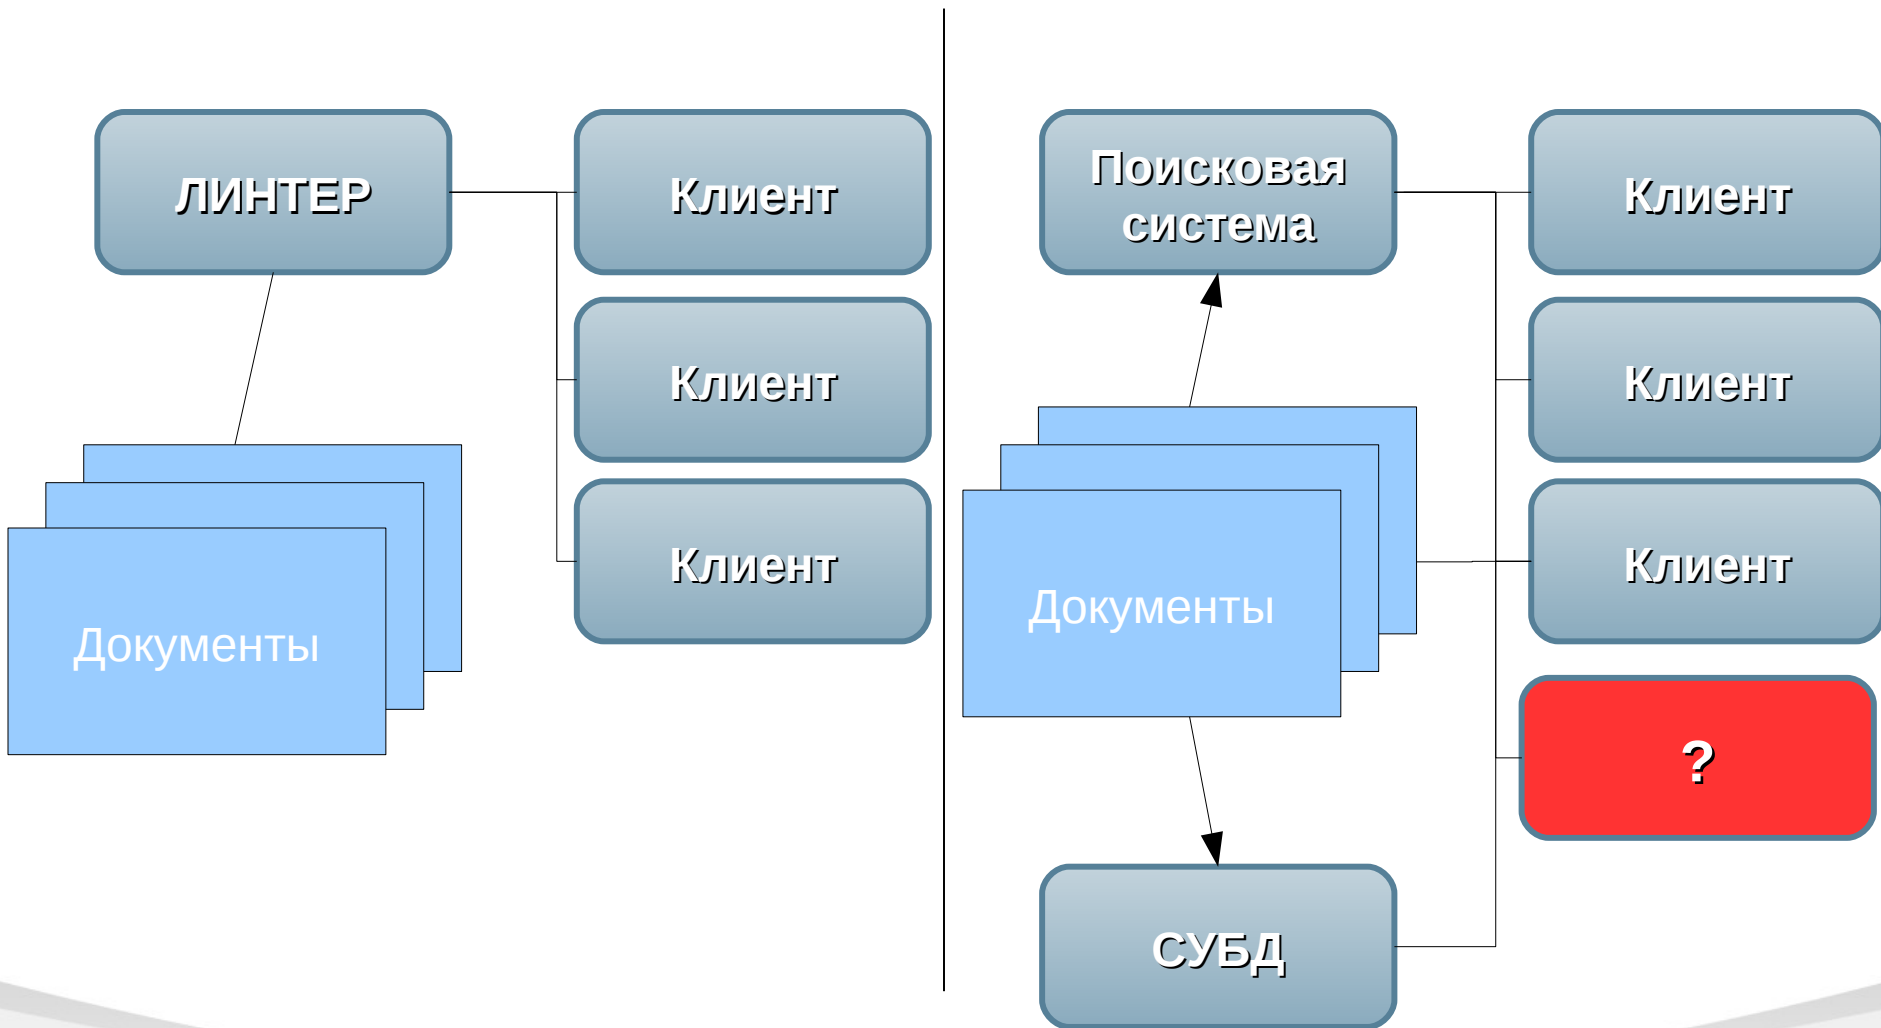 ЛИНТЕР
Клиент
Клиент
Клиент
Документы
Поисковая
система
Клиент
Клиент
Клиент
Документы
?
СУБД